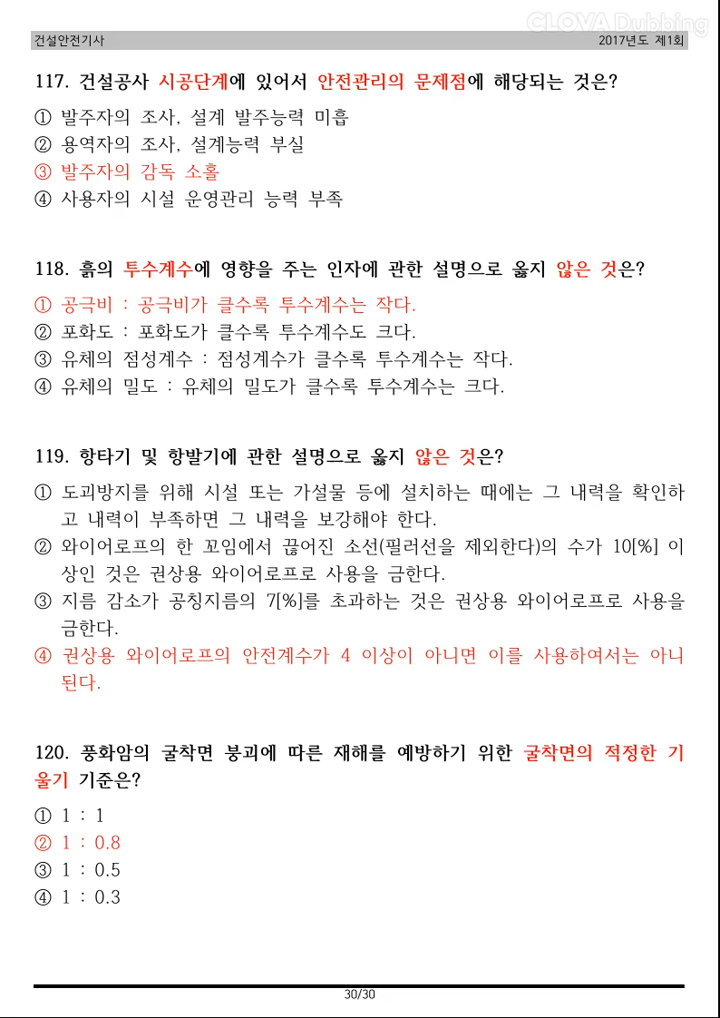 CLOVA Dubbing
건설안전기사 2017년도 제1회
117. 건설공사 시공단계에 있어서 안전관리의 문제점에 해당되는 것은?
① 발주자의 조사, 설계 발주능력 미흡
② 용역자의 조사, 설계능력 부실
③ 발주자의 감독 소홀
④ 사용자의 시설 운영관리 능력 부족
118. 흙의 투수계수에 영향을 주는 인자에 관한 설명으로 옳지 않은 것은?
① 공극비 : 공극비가 클수록 투수계수는 작다.
② 포화도 : 포화도가 클수록 투수계수도 크다.
③ 유체의 점성계수 : 점성계수가 클수록 투수계수는 작다.
④ 유체의 밀도 : 유체의 밀도가 클수록 투수계수는 크다.
119. 항타기 및 항발기에 관한 설명으로 옳지 않은 것은?
① 도괴방지를 위해 시설 또는 가설물 등에 설치하는 때에는 그 내력을 확인하
고 내력이 부족하면 그 내력을 보강해야 한다.
② 와이어로프의 한 꼬임에서 끊어진 소선(필러선을 제외한다)의 수가 10[%] 이
상인 것은 권상용 와이어로프로 사용을 금한다.
③ 지름 감소가 공칭지름의 7[%]를 초과하는 것은 권상용 와이어로프로 사용을
금한다.
④ 권상용 와이어로프의 안전계수가 4 이상이 아니면 이를 사용하여서는 아니
된다.
120. 풍화암의 굴착면 붕괴에 따른 재해를 예방하기 위한 굴착면의 적정한 기
울기 기준은?
① 1 : 1
② 1 : 0.8
③ 1 : 0.5
④ 1 : 0.3
30/30